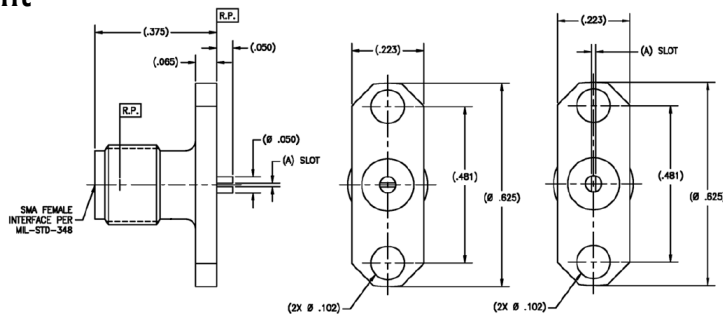 R.P.
(.375)
(.050)
(.065)
R.P.
(Ø .050)
(A) SLOT
SMA FEMALE
INTERFACE PER
MIL-STD-348
(.223)
(.481)
(Ø .625)
(2X Ø .102)
(.223)
(A) SLOT
(.481)
(Ø .625)
(2X Ø .102)